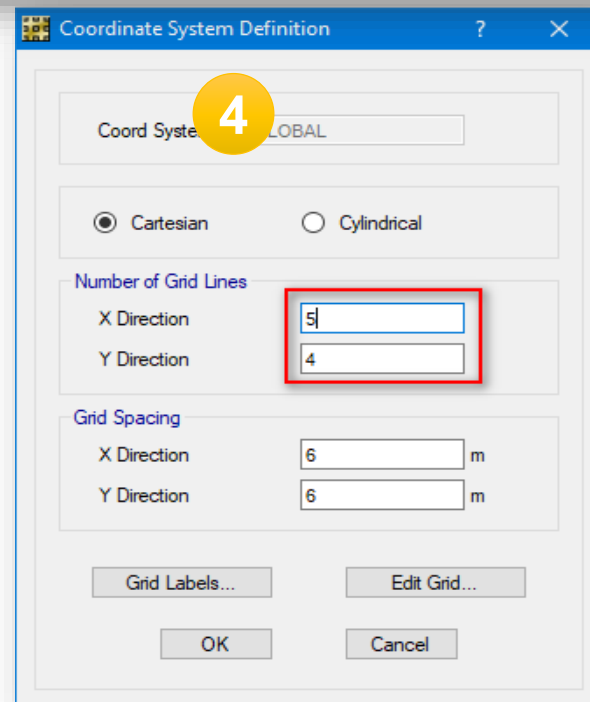 Coordinate System Definition ? ×
4
Coord Syste LOBAL
Cartesian Cylindrical
Number of Grid Lines
X Direction 5
Y Direction 4
Grid Spacing
X Direction 6 m
Y Direction 6 m
Grid Labels... Edit Grid...
OK Cancel